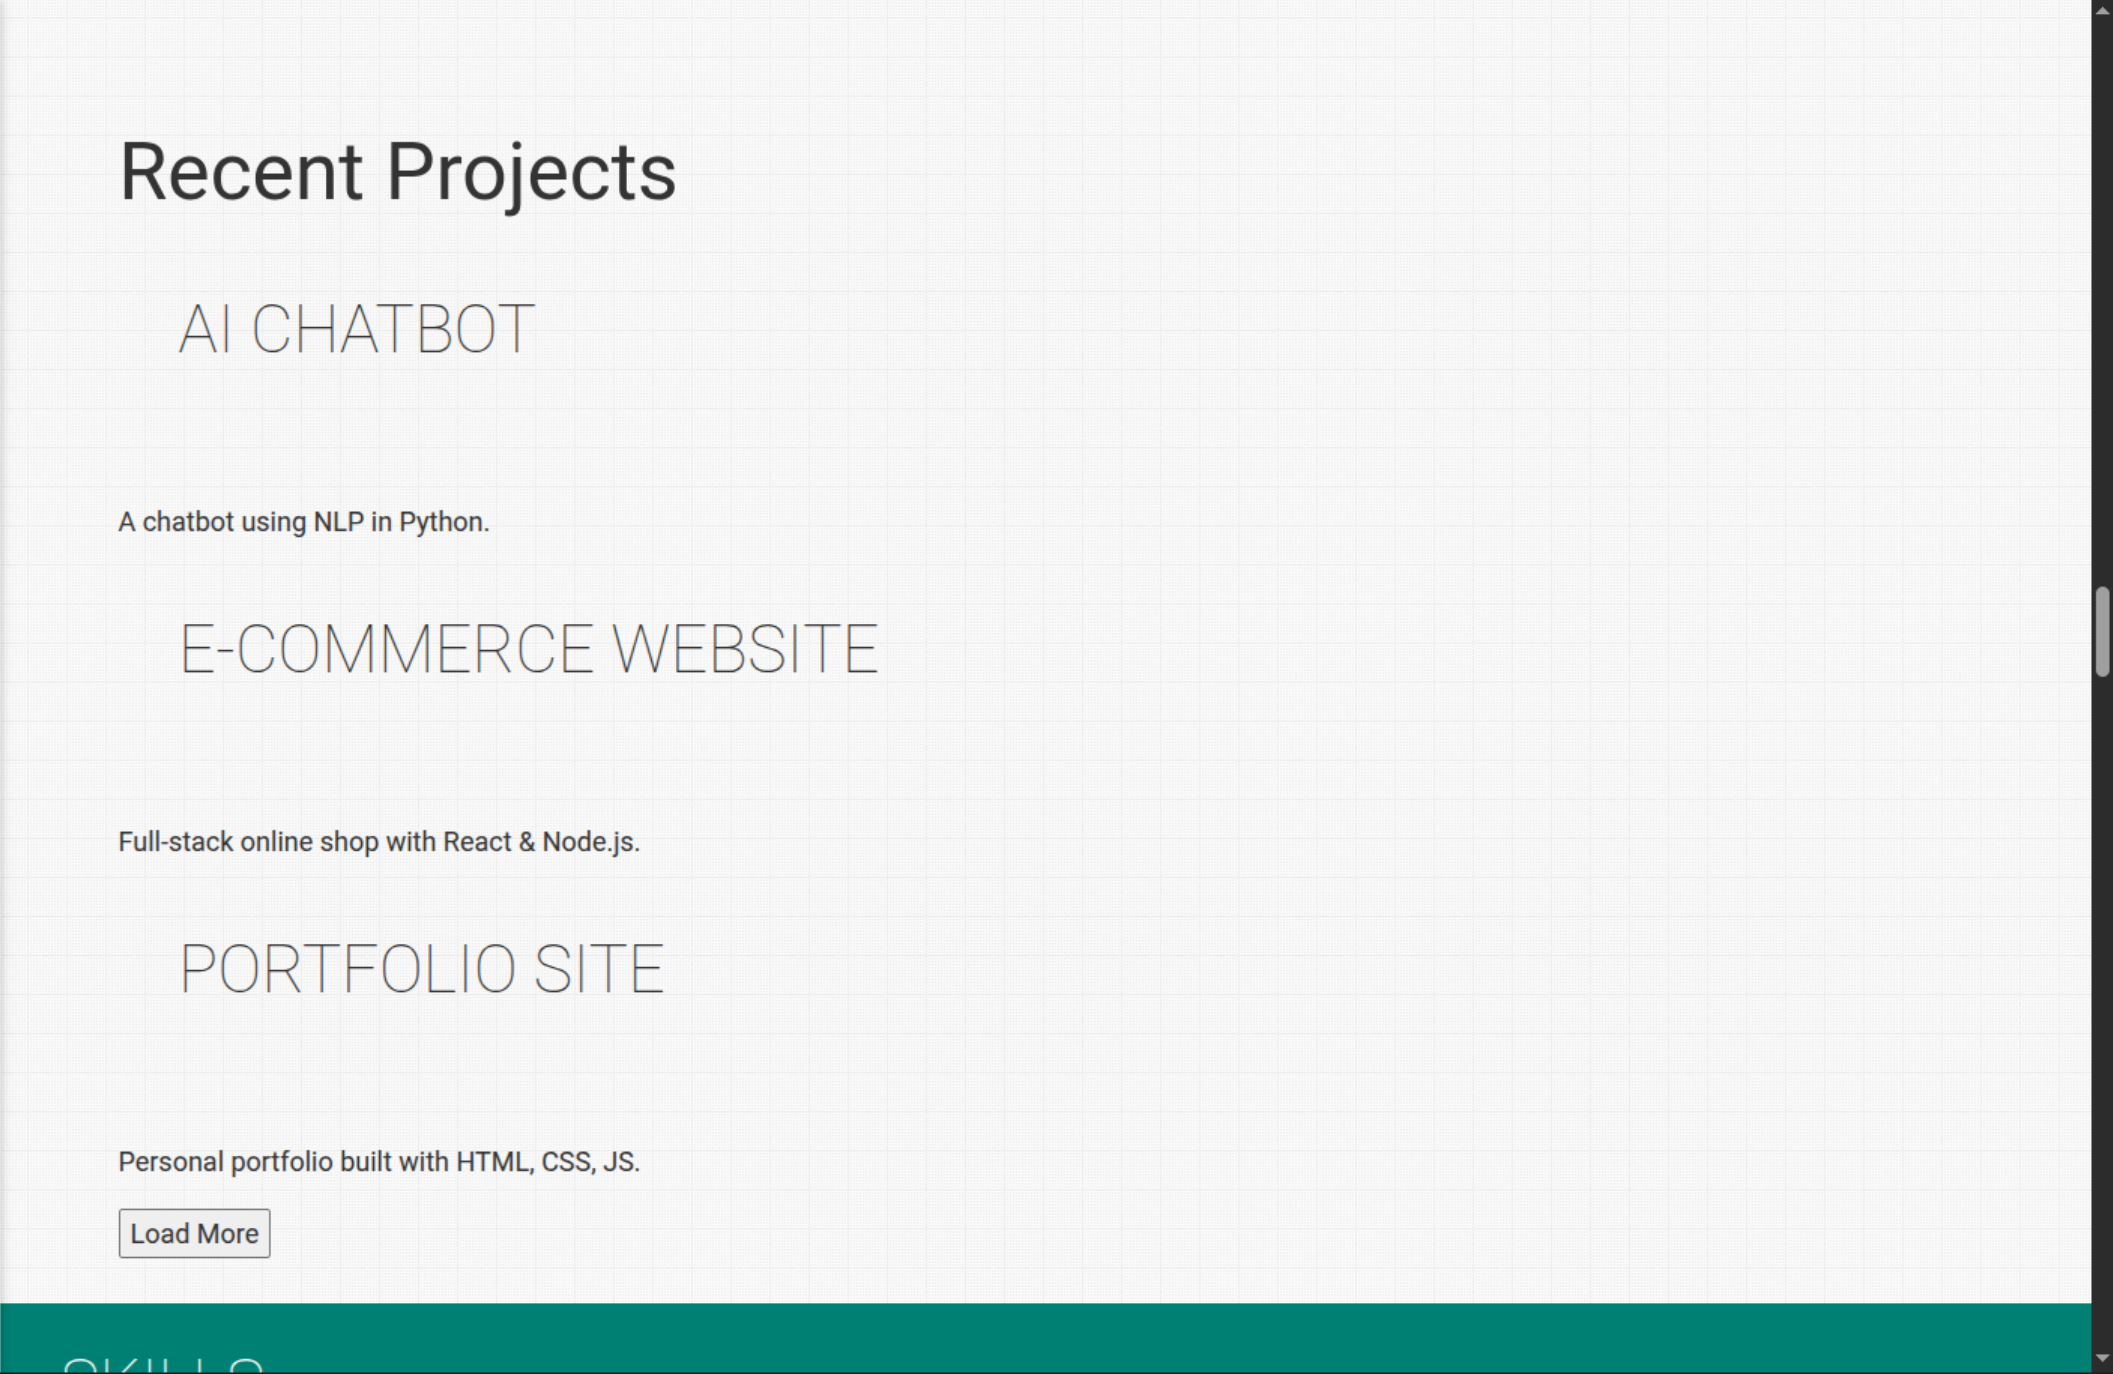 Recent Projects
AI CHATBOT
A chatbot using NLP in Python.
E-COMMERCE WEBSITE
Full-stack online shop with React & Node.js.
PORTFOLIO SITE
Personal portfolio built with HTML, CSS, JS.
Load More
SKILLS